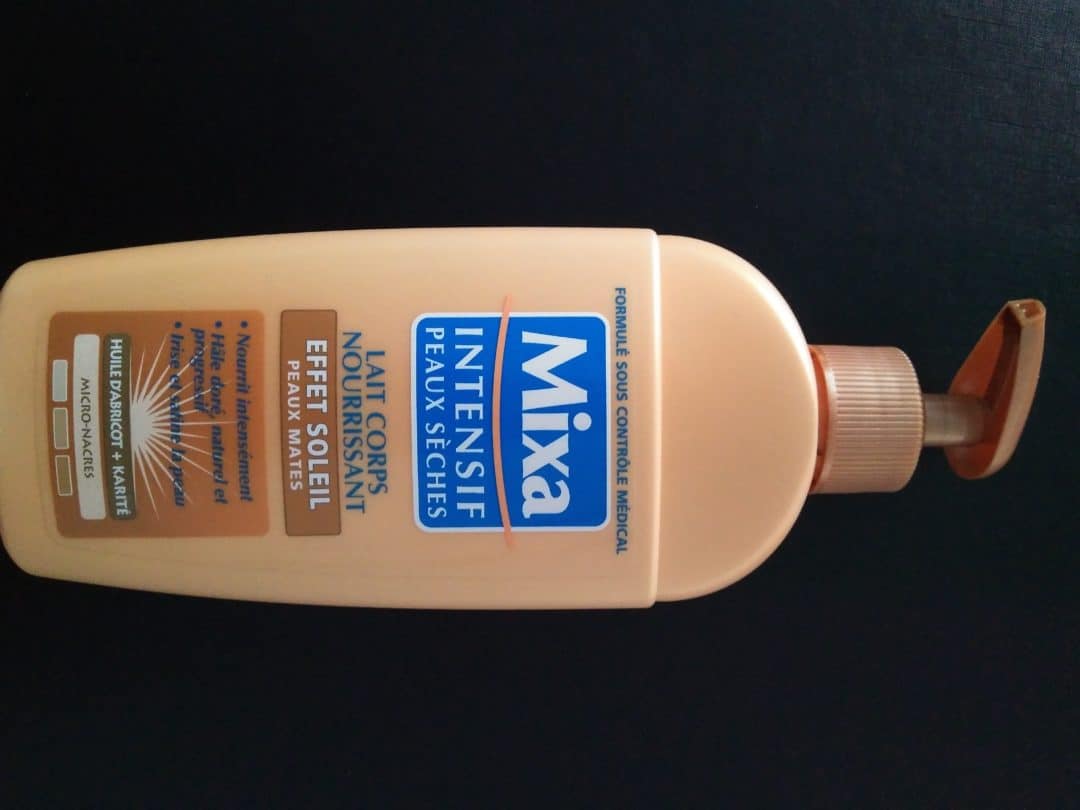 FORMULÉ SOUS CONTRÔLE MÉDICAL
Mixa
INTENSIF
PEAUX SÈCHES
LAIT CORPS
NOURRISSANT
EFFET SOLEIL
PEAUX MATES
• Nourrit intensément
• Hâle doré, naturel et
progressif
• Irise et satine la peau
HUILE D'ABRICOT + KARITÉ
MICRO-NACRES